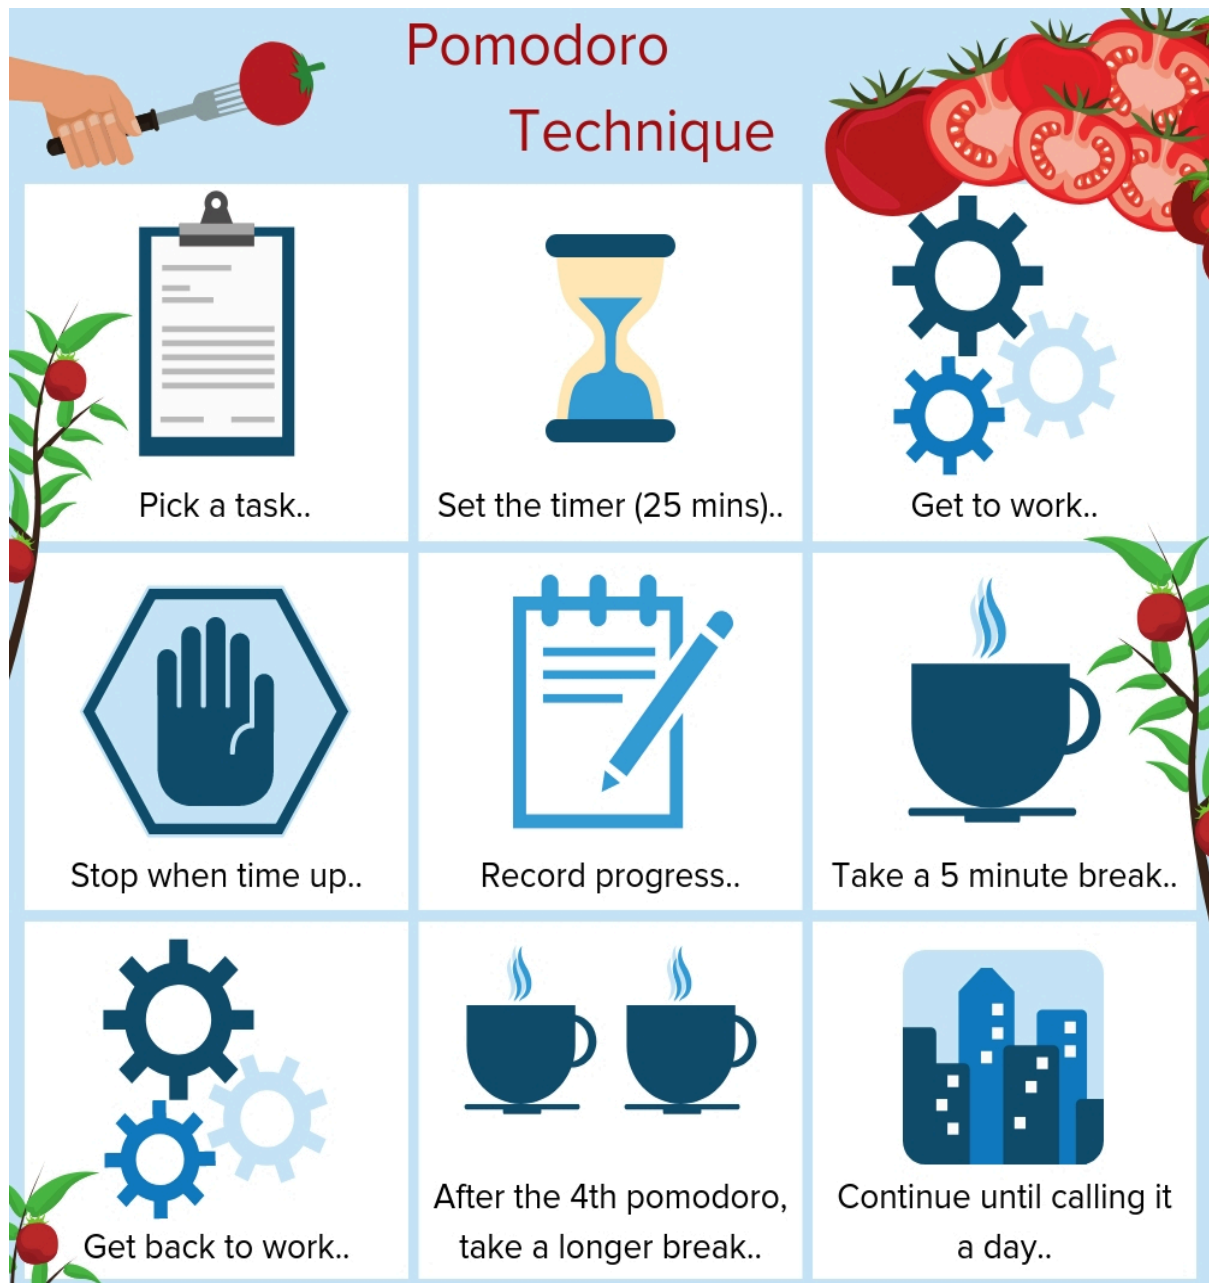 Pomodoro
Technique
Pick a task..
Set the timer (25 mins)..
Get to work..
Stop when time up..
Record progress..
Take a 5 minute break..
Get back to work..
After the 4th pomodoro,
take a longer break..
Continue until calling it
a day..